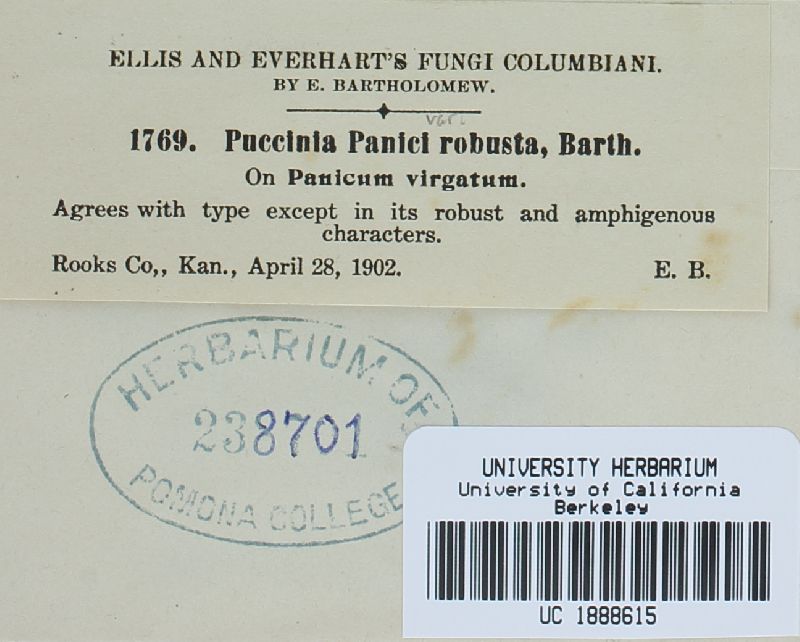 ELLIS AND EVERHART'S FUNGI COLUMBIANI.
BY E. BARTHOLOMEW.
var.
1769. Puccinia Panici robusta, Barth.
On Panicum virgatum.
Agrees with type except in its robust and amphigenous
characters.
Rooks Co,, Kan., April 28, 1902. E. B.
HERBARIUM OF
238701
POMONA COLLEGE
UNIVERSITY HERBARIUM
University of California
Berkeley
UC 1888615